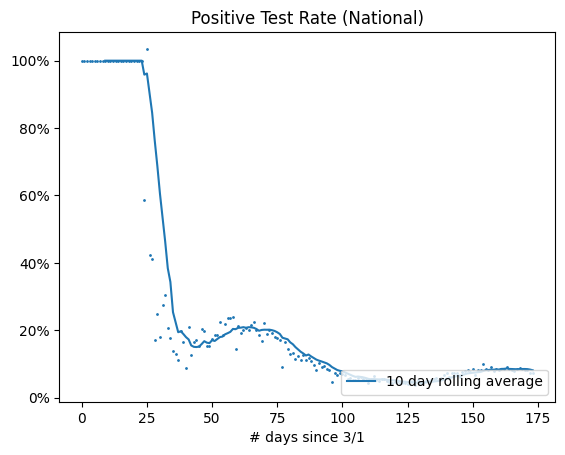 Positive Test Rate (National)
100%
80%
60%
40%
20%
0%
10 day rolling average
0 25 50 75 100 125 150 175
# days since 3/1